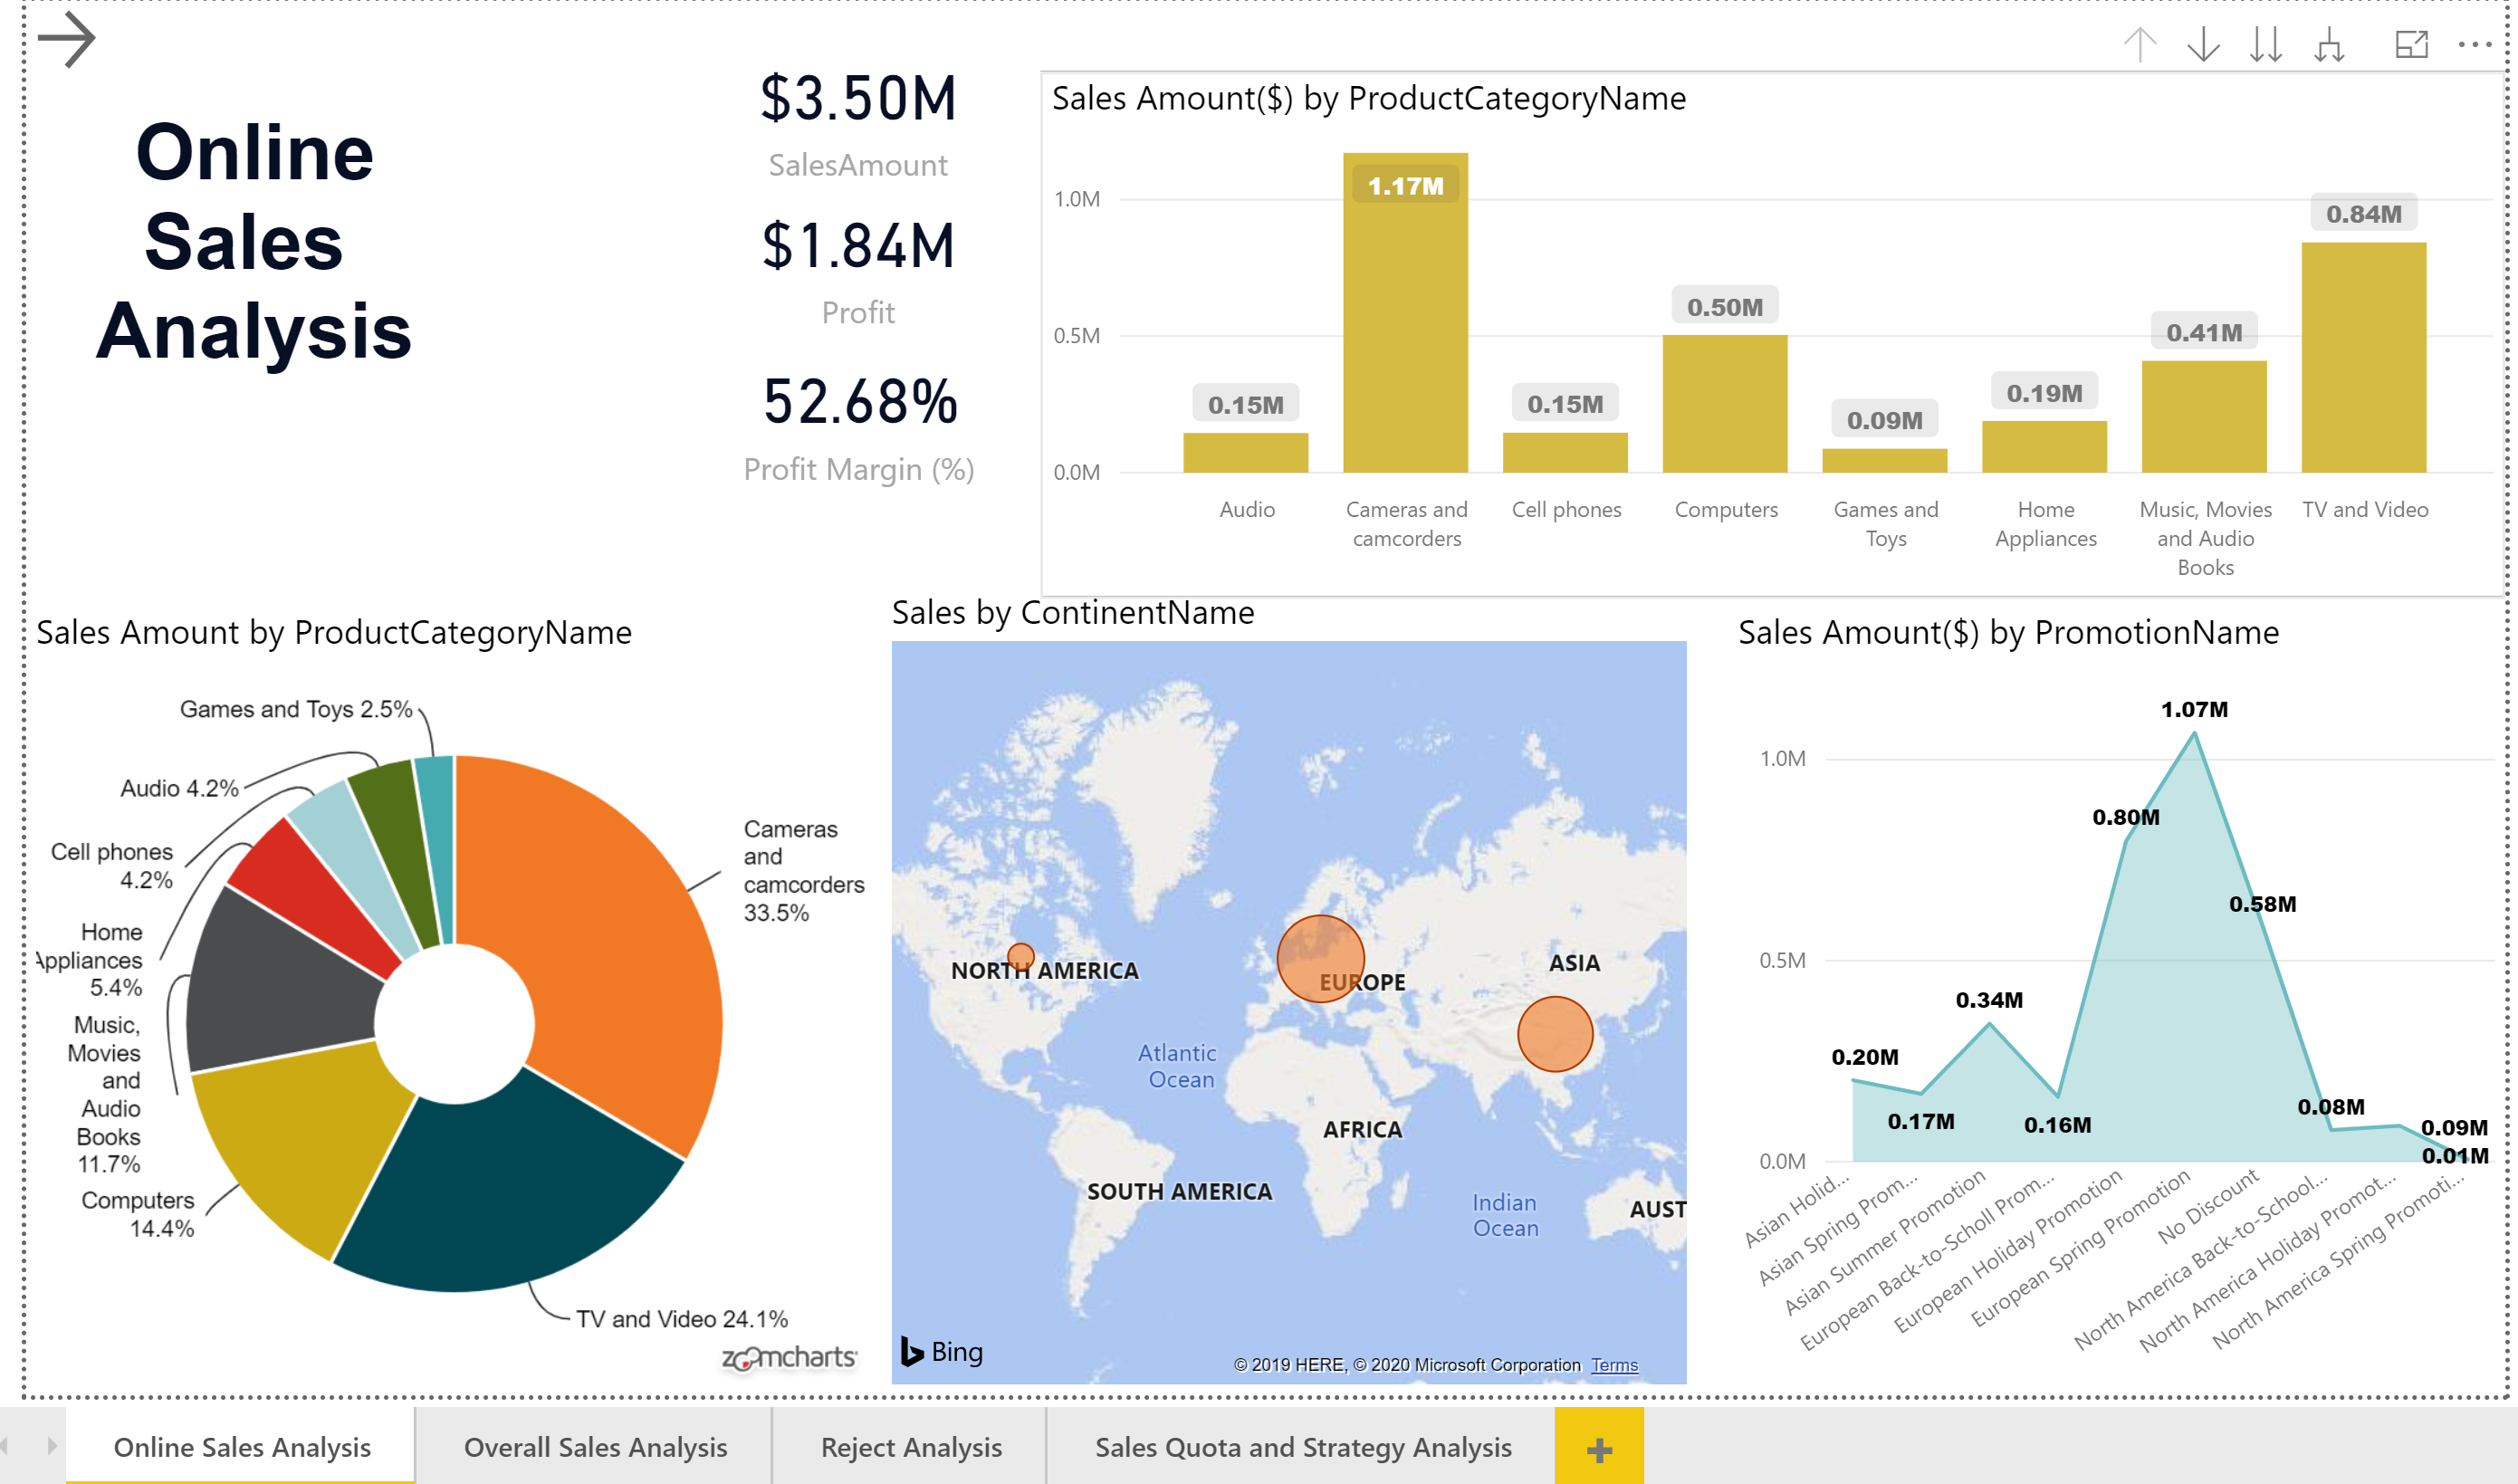 Online
Sales
Analysis
$3.50M
SalesAmount
$1.84M
Profit
52.68%
Profit Margin (%)
Sales Amount($) by ProductCategoryName
1.0M
0.5M
0.0M
0.15M
1.17M
0.15M
0.50M
0.09M
0.19M
0.41M
0.84M
Audio
Cameras and
camcorders
Cell phones
Computers
Games and
Toys
Home
Appliances
Music, Movies
and Audio
Books
TV and Video
Sales Amount by ProductCategoryName
Games and Toys 2.5%
Audio 4.2%
Cell phones
4.2%
Home
Appliances
5.4%
Music,
Movies
and
Audio
Books
11.7%
Computers
14.4%
TV and Video 24.1%
Cameras
and
camcorders
33.5%
zoomcharts
Sales by ContinentName
NORTH AMERICA
EUROPE
ASIA
Atlantic
Ocean
AFRICA
SOUTH AMERICA
Indian
Ocean
AUST
Bing
© 2019 HERE, © 2020 Microsoft Corporation Terms
Sales Amount($) by PromotionName
1.0M
0.5M
0.0M
0.20M
0.17M
0.34M
0.16M
0.80M
1.07M
0.58M
0.08M
0.09M
0.01M
Asian Holid...
Asian Spring Prom...
Asian Summer Promotion
European Back-to-Scholl Prom...
European Holiday Promotion
European Spring Promotion
No Discount
North America Back-to-School...
North America Holiday Promot...
North America Spring Promoti...
Online Sales Analysis
Overall Sales Analysis
Reject Analysis
Sales Quota and Strategy Analysis
+